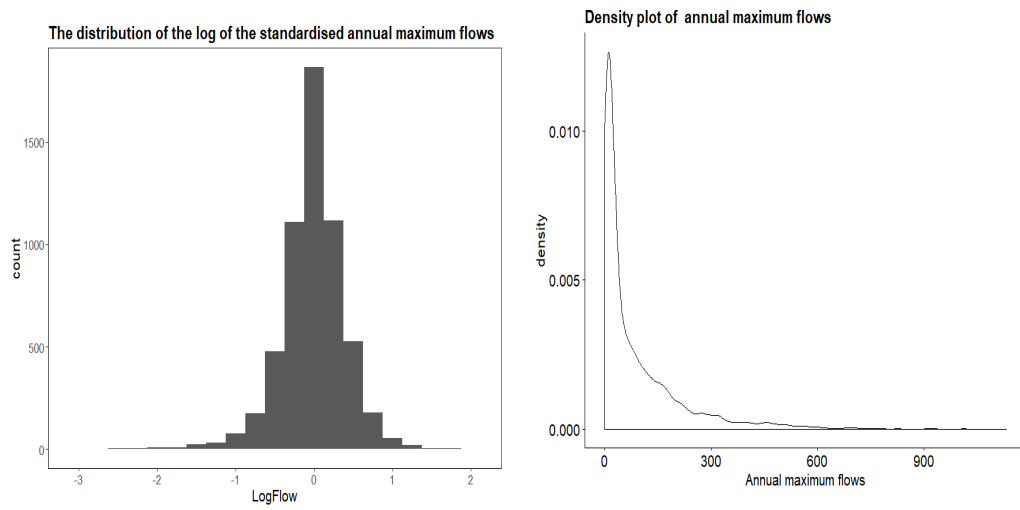 The distribution of the log of the standardised annual maximum flows
count
1500
1000
500
0
-3 -2 -1 0 1 2
LogFlow
Density plot of annual maximum flows
density
0.010
0.005
0.000
0 300 600 900
Annual maximum flows